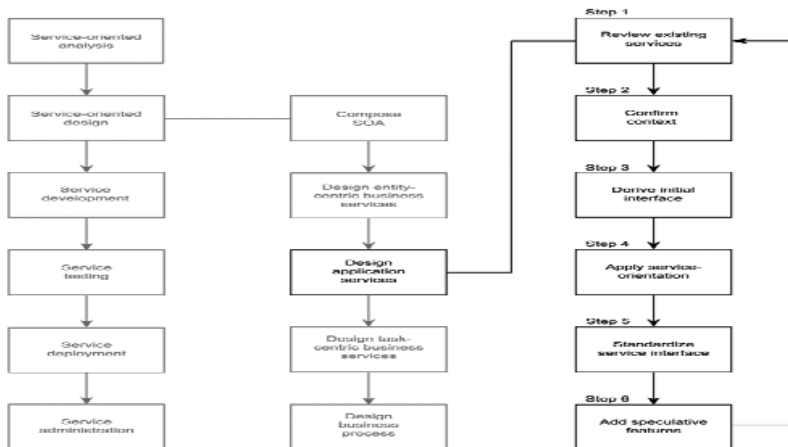 Service-oriented
analysis
Service-oriented
design
Service
development
Service
testing
Service
deployment
Service
administration
Compose
SOA
Design entity-
centric business
services
Design
application
services
Design task-
centric business
services
Design
business
process
Step 1
Review existing
services
Step 2
Confirm
context
Step 3
Derive initial
interface
Step 4
Apply service-
orientation
Step 5
Standardize
service interface
Step 6
Add speculative
features